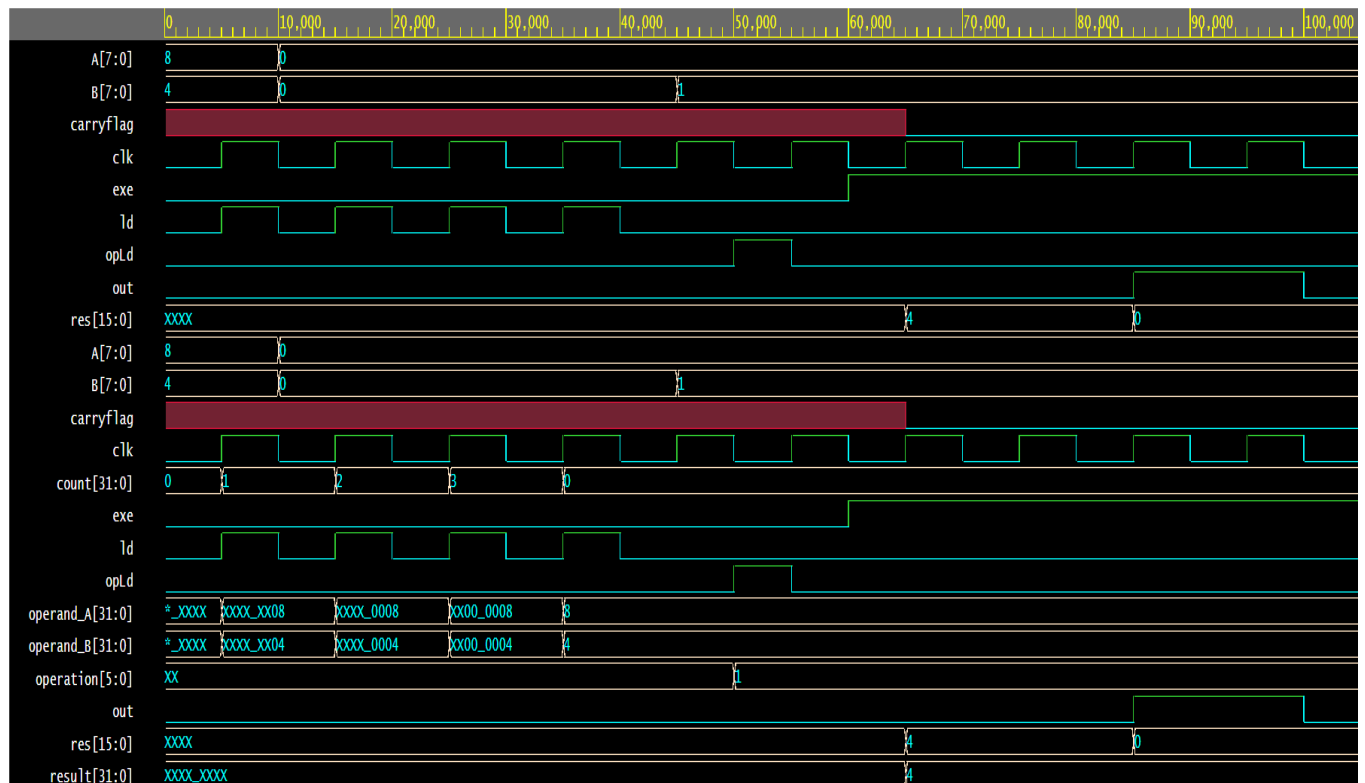 0 10,000 20,000 30,000 40,000 50,000 60,000 70,000 80,000 90,000 100,000
A[7:0] 8 0
B[7:0] 4 0 1
carryflag
clk
exe
ld
opLd
out
res[15:0] XXXX 4 0
A[7:0] 8 0
B[7:0] 4 0 1
carryflag
clk
count[31:0] 0 1 2 3 0
exe
ld
opLd
operand_A[31:0] *_XXXX XXXX_XX08 XXXX_0008 XX00_0008 8
operand_B[31:0] *_XXXX XXXX_XX04 XXXX_0004 XX00_0004 4
operation[5:0] XX 1
out
res[15:0] XXXX 4 0
result[31:0] XXXX_XXXX 4